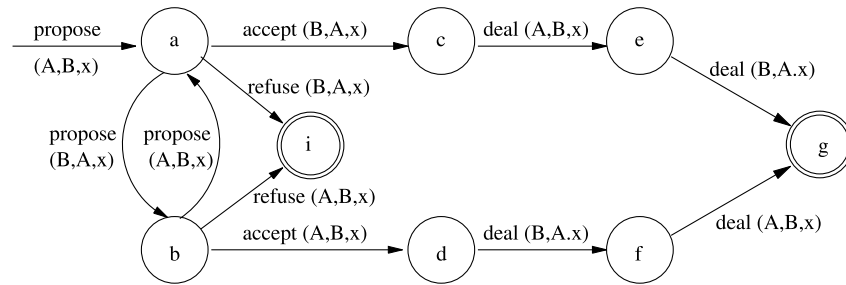 propose
(A,B,x)
a
accept (B,A,x)
c
deal (A,B,x)
e
refuse (B,A,x)
deal (B,A.x)
propose
(B,A,x)
propose
(A,B,x)
i
g
refuse (A,B,x)
b
accept (A,B,x)
d
deal (B,A.x)
f
deal (A,B,x)